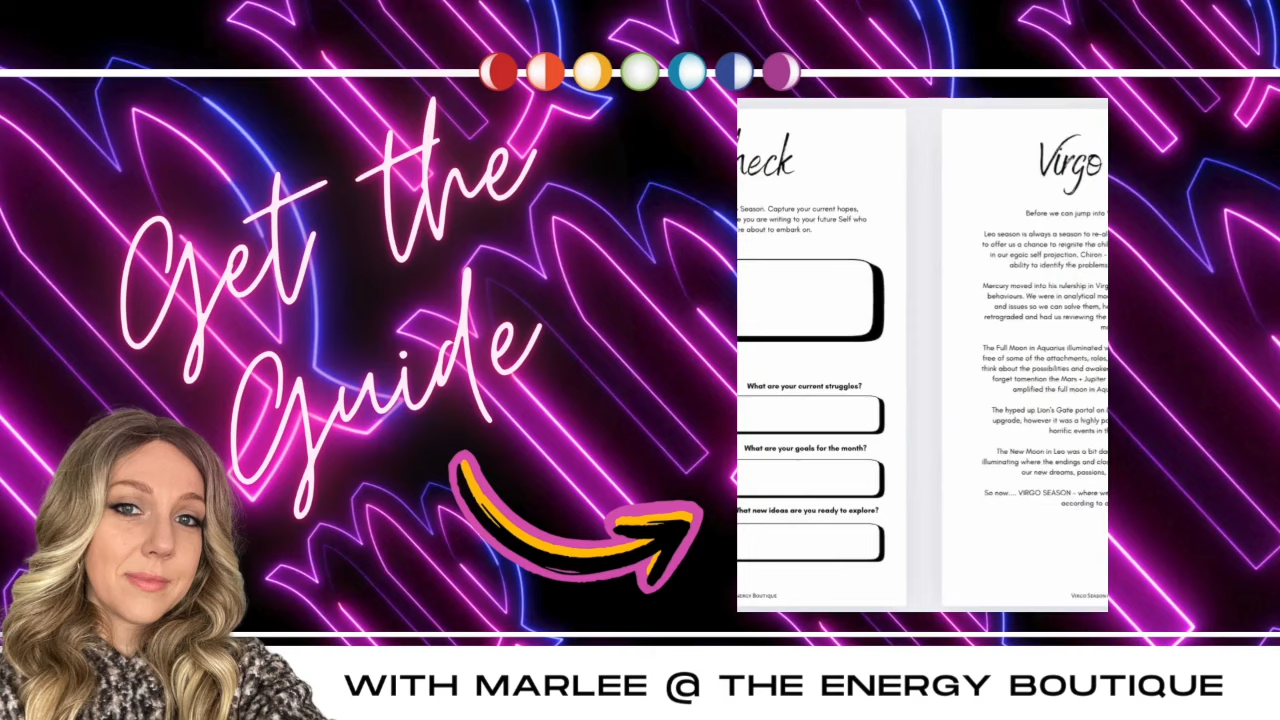 Get the
Guide
heck
Season. Capture your current hopes,
e you are writing to your future Self who
re about to embark on.
What are your current struggles?
What are your goals for the month?
hat new ideas are you ready to explore?
nergy Boutique
Virgo
Before we can jump into
Leo season is always a season to re-al
to offer us a chance to reignite the chi
in our egoic self projection. Chiron -
ability to identify the problems
Mercury moved into his rulership in Virg
behaviours. We were in analytical mo
and issues so we can solve them, he
retrograded and had us reviewing the
m
The Full Moon in Aquarius illuminated w
free of some of the attachments, roles,
think about the possibilities and awake
forget tomention the Mars + Jupiter
amplified the full moon in Aqu
The hyped up Lion's Gate portal on
upgrade, however it was a highly po
horrific events in t
The New Moon in Leo was a bit da
illuminating where the endings and clo
our new dreams, passions,
So now.... VIRGO SEASON - where we
according to a
Virgo Season
WITH MARLEE @ THE ENERGY BOUTIQUE